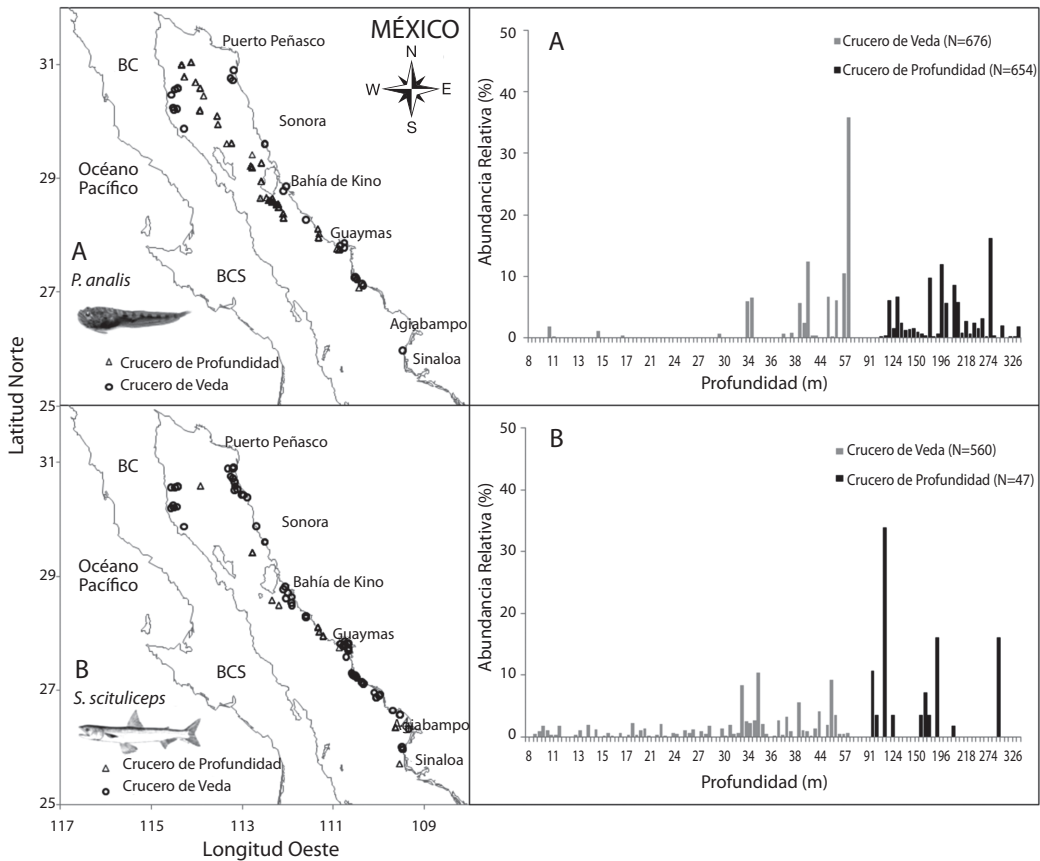 MÉXICO
N
W E
S
Puerto Peñasco
BC
Sonora
Océano
Pacífico
Bahía de Kino
Guaymas
A
P. analis
BCS
Agiabampo
Sinaloa
Crucero de Profundidad
Crucero de Veda
31
29
27
25
Latitud Norte
A
Crucero de Veda (N=676)
Crucero de Profundidad (N=654)
Abundancia Relativa (%)
50
40
30
20
10
0
8 11 15 17 21 24 27 30 34 36 38 42 44 57 91 124 134 150 196 218 274 326
Profundidad (m)
Puerto Peñasco
BC
Sonora
Océano
Pacífico
Bahía de Kino
Guaymas
B
S. scituliceps
BCS
Agiabampo
Sinaloa
Crucero de Profundidad
Crucero de Veda
31
29
27
25
117 115 113 111 109
Longitud Oeste
B
Crucero de Veda (N=560)
Crucero de Profundidad (N=47)
Abundancia Relativa (%)
50
40
30
20
10
0
8 11 15 17 21 24 27 30 34 36 39 42 44 57 91 124 134 150 196 218 274 326
Profundidad (m)